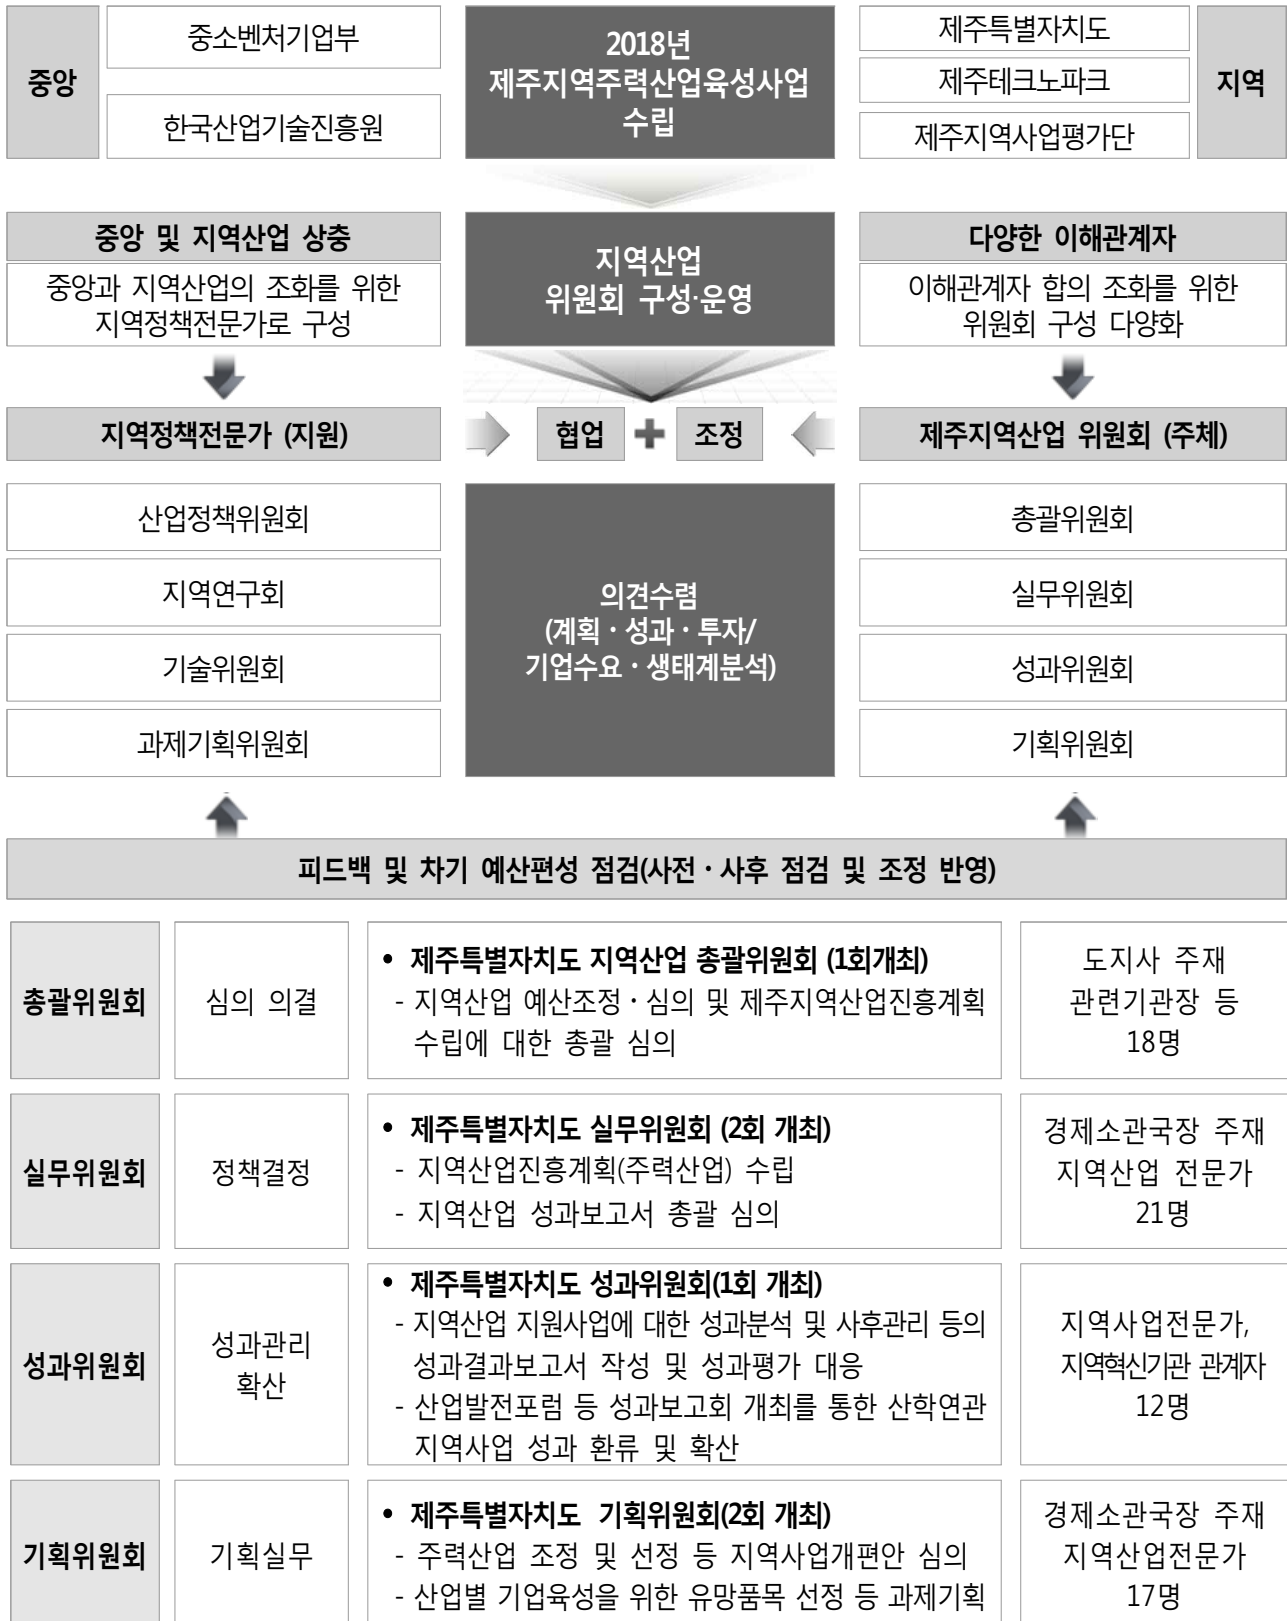 중앙
중소벤처기업부
한국산업기술진흥원
2018년
제주지역주력산업육성사업
수립
제주특별자치도
제주테크노파크
제주지역사업평가단
지역
중앙 및 지역산업 상충
중앙과 지역산업의 조화를 위한
지역정책전문가로 구성
지역산업
위원회 구성·운영
다양한 이해관계자
이해관계자 합의 조화를 위한
위원회 구성 다양화
지역정책전문가 (지원)
협업 + 조정
제주지역산업 위원회 (주체)
산업정책위원회
지역연구회
기술위원회
과제기획위원회
의견수렴
(계획·성과·투자/
기업수요·생태계분석)
총괄위원회
실무위원회
성과위원회
기획위원회
피드백 및 차기 예산편성 점검(사전·사후 점검 및 조정 반영)
총괄위원회
심의 의결
• 제주특별자치도 지역산업 총괄위원회 (1회개최)
- 지역산업 예산조정·심의 및 제주지역산업진흥계획
수립에 대한 총괄 심의
도지사 주재
관련기관장 등
18명
실무위원회
정책결정
• 제주특별자치도 실무위원회 (2회 개최)
- 지역산업진흥계획(주력산업) 수립
- 지역산업 성과보고서 총괄 심의
경제소관국장 주재
지역산업 전문가
21명
성과위원회
성과관리
확산
• 제주특별자치도 성과위원회(1회 개최)
- 지역산업 지원사업에 대한 성과분석 및 사후관리 등의
성과결과보고서 작성 및 성과평가 대응
- 산업발전포럼 등 성과보고회 개최를 통한 산학연관
지역사업 성과 환류 및 확산
지역사업전문가,
지역혁신기관 관계자
12명
기획위원회
기획실무
• 제주특별자치도 기획위원회(2회 개최)
- 주력산업 조정 및 선정 등 지역사업개편안 심의
- 산업별 기업육성을 위한 유망품목 선정 등 과제기획
경제소관국장 주재
지역산업전문가
17명